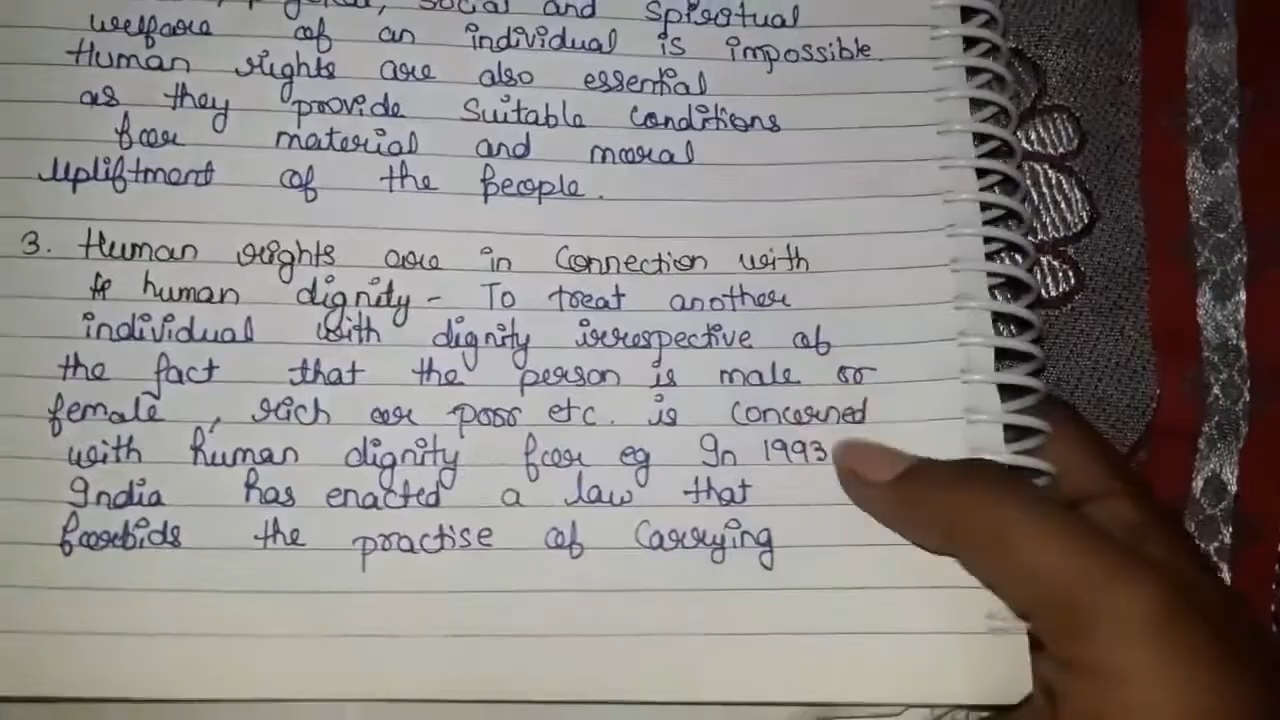 social and Spiretual
welfare of an individual is impossible.
Human rights are also essential
as they provide Suitable Conditions
for material and moral
Upliftment of the People.
3. Human rights are in Connection with
human dignity - To treat another
individual with dignity irrespective of
the fact that the person is male or
female, rich or poor etc. is Concerned
with human dignity for eg In 1993
India has enacted a law that
forbids the practise of Carrying